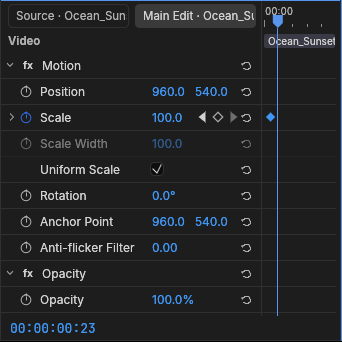 Source · Ocean_Sun
Main Edit · Ocean_Su
00:00
Video
Ocean_Sunset
fx Motion
Position 960.0 540.0
Scale 100.0
Scale Width 100.0
Uniform Scale
Rotation 0.0°
Anchor Point 960.0 540.0
Anti-flicker Filter 0.00
fx Opacity
Opacity 100.0%
00:00:00:23